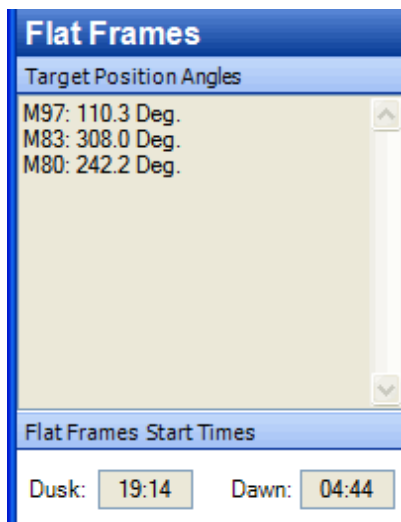 Flat Frames
Target Position Angles
M97: 110.3 Deg.
M83: 308.0 Deg.
M80: 242.2 Deg.
Flat Frames Start Times
Dusk: 19:14 Dawn: 04:44